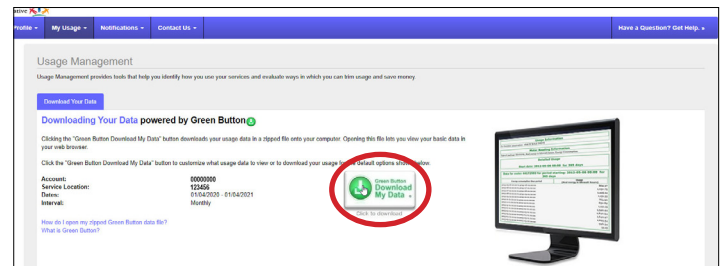 ative
Profile My Usage Notifications Contact Us Have a Question? Get Help. »
Usage Management
Usage Management provides tools that help you identify how you use your services and evaluate ways in which you can trim usage and save money.
Download Your Data
Downloading Your Data powered by Green Button
Clicking the "Green Button Download My Data" button downloads your usage data in a zipped file onto your computer. Opening this file lets you view your basic data in
your web browser.
Click the "Green Button Download My Data" button to customize what usage data to view or to download your usage for the default options shown below
Account: 00000000
Service Location: 123456
Dates: 01/04/2020 - 01/04/2021
Interval: Monthly
Green Button
Download
My Data
Click to download
How do I open my zipped Green Button data file?
What is Green Button?